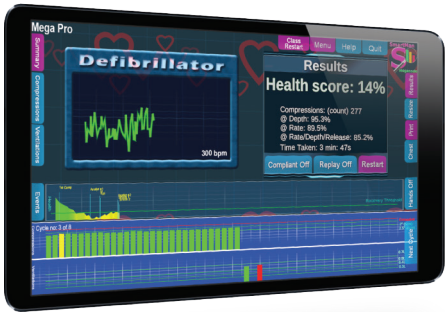 Mega Pro
Class
Restart
Menu
Help
Quit
Summary
Compressions
Ventilations
Events
Defibrillator
300 bpm
Results
Health score: 14%
Compressions: (count) 277
@ Depth: 95.3%
@ Rate: 89.5%
@ Rate/Depth/Release: 85.2%
Time Taken: 3 min: 47s
Compliant Off
Replay Off
Restart
Results
Resize
Print
Chest
Hands Off
Next Cycle
Cycle no: 3 of 8